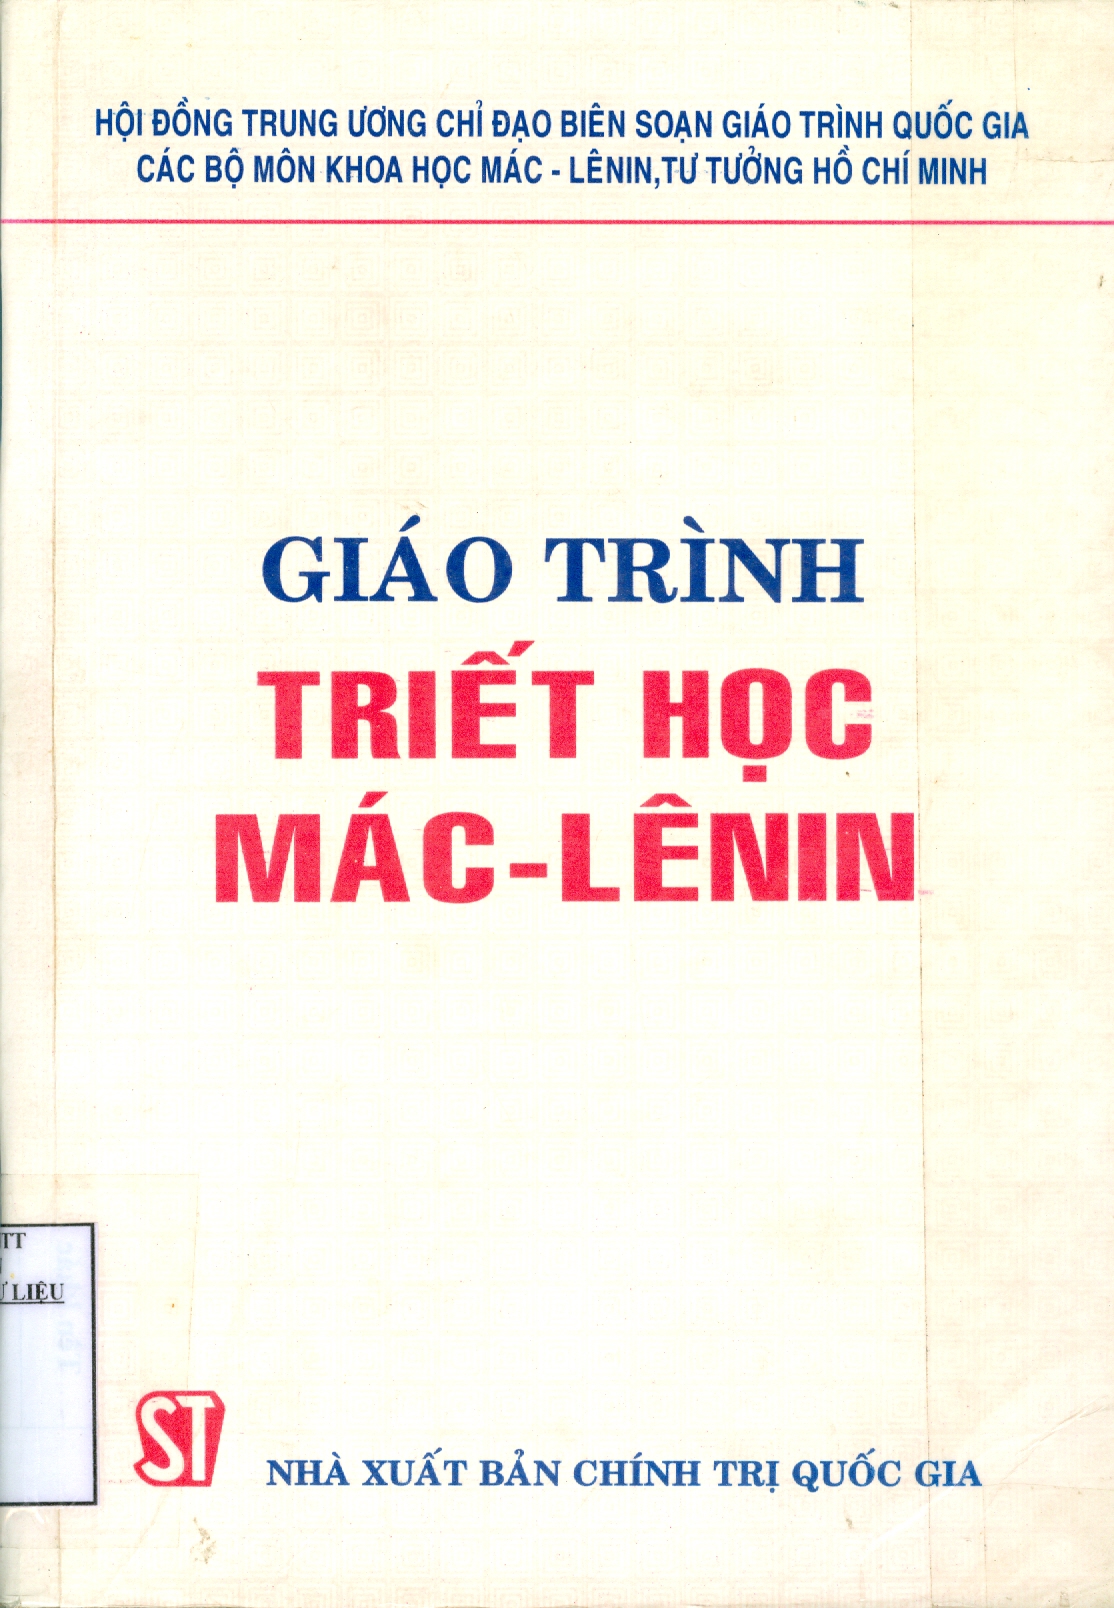 HỘI ĐỒNG TRUNG ƯƠNG CHỈ ĐẠO BIÊN SOẠN GIÁO TRÌNH QUỐC GIA
CÁC BỘ MÔN KHOA HỌC MÁC - LÊNIN,TƯ TƯỞNG HỒ CHÍ MINH
GIÁO TRÌNH
TRIẾT HỌC
MÁC-LÊNIN
TT
Ư LIỆU
ST
NHÀ XUẤT BẢN CHÍNH TRỊ QUỐC GIA